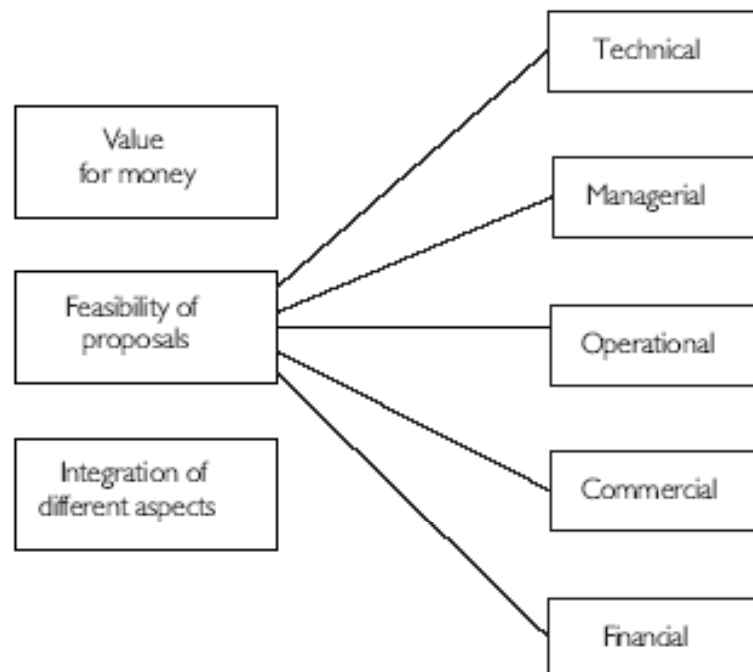 Value
for money
Feasibility of
proposals
Integration of
different aspects
Technical
Managerial
Operational
Commercial
Financial